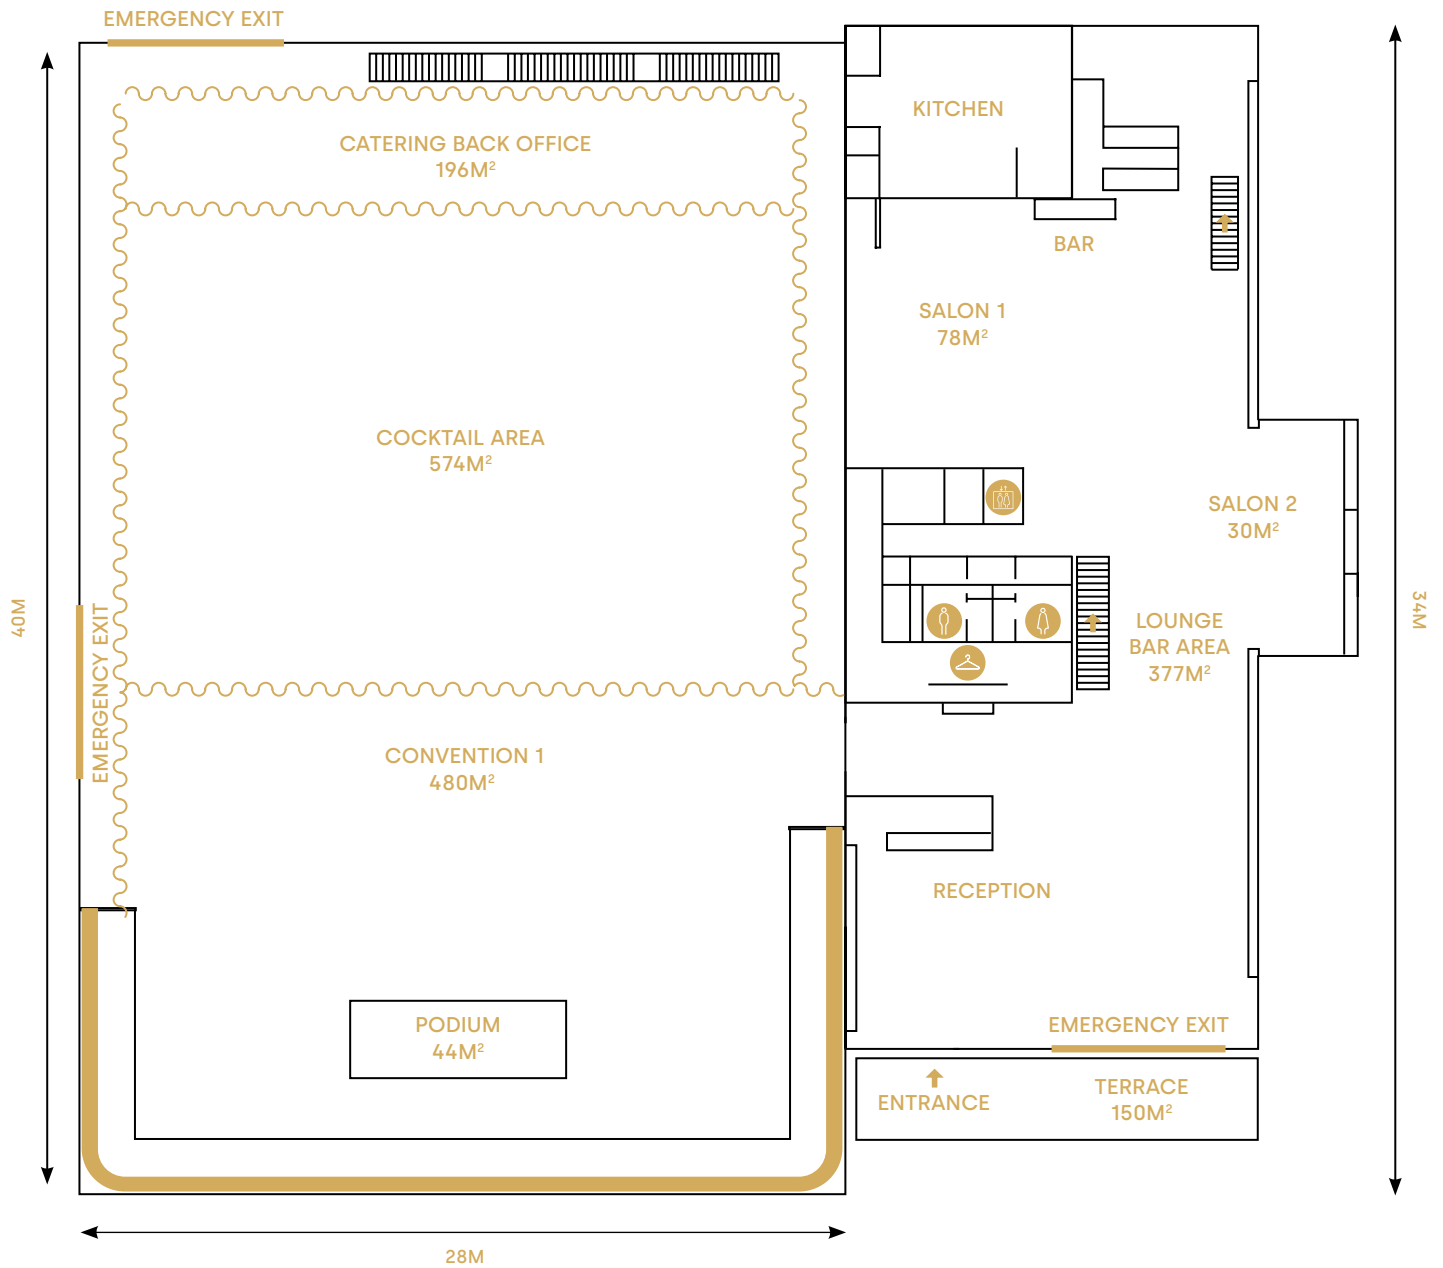 EMERGENCY EXIT
KITCHEN
CATERING BACK OFFICE
196M²
BAR
SALON 1
78M²
COCKTAIL AREA
574M²
SALON 2
30M²
40M
EMERGENCY EXIT
34M
LOUNGE
BAR AREA
377M²
CONVENTION 1
480M²
RECEPTION
PODIUM
44M²
EMERGENCY EXIT
ENTRANCE
TERRACE
150M²
28M